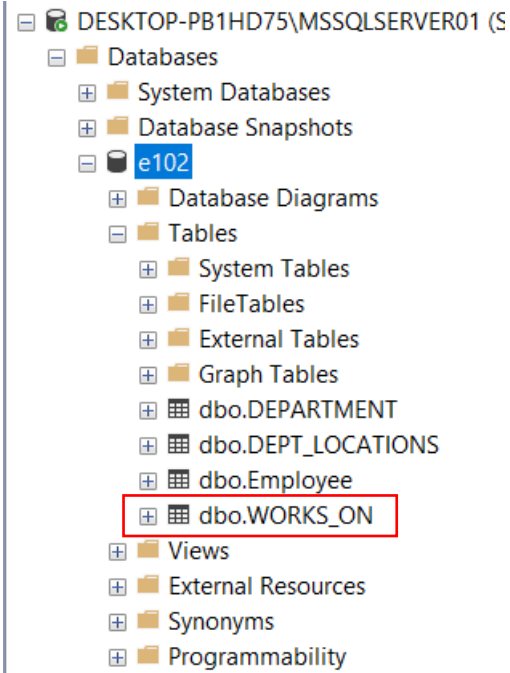 DESKTOP-PB1HD75\MSSQLSERVER01 (S
Databases
System Databases
Database Snapshots
e102
Database Diagrams
Tables
System Tables
FileTables
External Tables
Graph Tables
dbo.DEPARTMENT
dbo.DEPT_LOCATIONS
dbo.Employee
dbo.WORKS_ON
Views
External Resources
Synonyms
Programmability